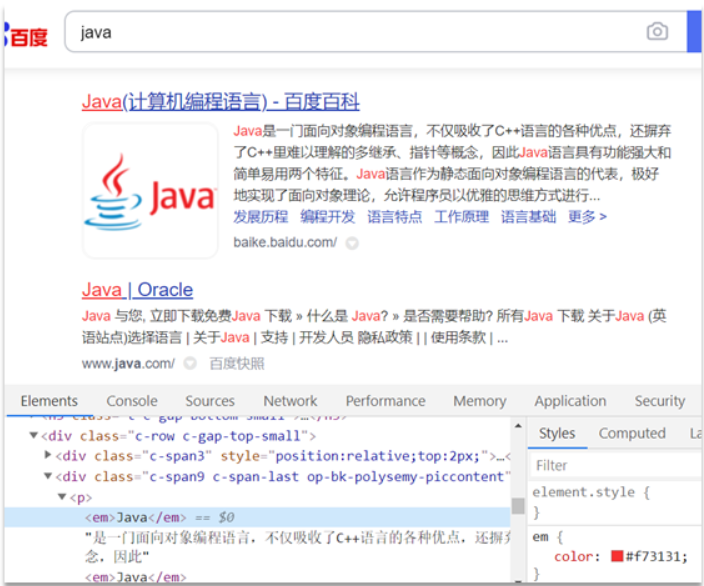 百度
java
Java(计算机编程语言) - 百度百科
Java是一门面向对象编程语言，不仅吸收了C++语言的各种优点，还摒弃
了C++里难以理解的多继承、指针等概念，因此Java语言具有功能强大和
简单易用两个特征。Java语言作为静态面向对象编程语言的代表，极好
地实现了面向对象理论，允许程序员以优雅的思维方式进行...
Java
发展历程 编程开发 语言特点 工作原理 语言基础 更多 >
baike.baidu.com/
Java | Oracle
Java 与您, 立即下载免费Java 下载 » 什么是 Java? » 是否需要帮助? 所有Java 下载 关于Java (英
语站点)选择语言 | 关于Java | 支持 | 开发人员 隐私政策 | | 使用条款 | ...
www.java.com/ 百度快照
Elements Console Sources Network Performance Memory Application Security
▼<div class="c-row c-gap-top-small">
▶<div class="c-span3" style="position:relative;top:2px;">…<
▼<div class="c-span9 c-span-last op-bk-polysemy-piccontent"
▼<p>
<em>Java</em> == $0
"是一门面向对象编程语言，不仅吸收了C++语言的各种优点，还摒弃
念，因此"
<em>Java</em>
Styles Computed La
Filter
element.style {
}
em {
color: #f73131;
}